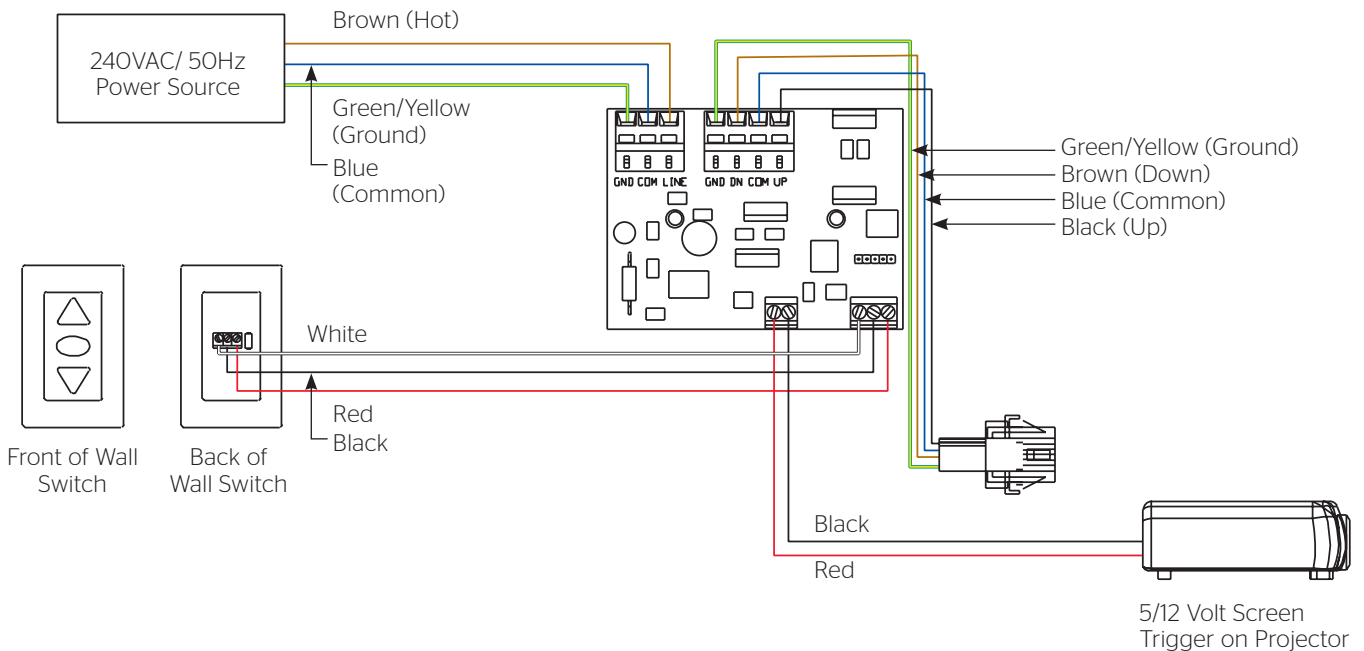 Brown (Hot)
240VAC/ 50Hz
Power Source
Green/Yellow
(Ground)
Blue
(Common)
GND COM LINE
GND DN COM UP
Green/Yellow (Ground)
Brown (Down)
Blue (Common)
Black (Up)
White
Red
Black
Front of Wall
Switch
Back of
Wall Switch
Black
Red
5/12 Volt Screen
Trigger on Projector